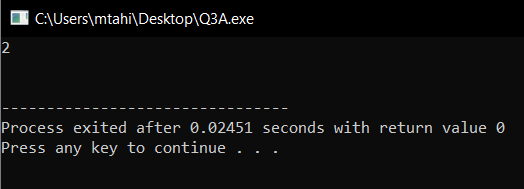 C:\Users\mtahi\Desktop\Q3A.exe
2
--------------------------------
Process exited after 0.02451 seconds with return value 0
Press any key to continue . . .